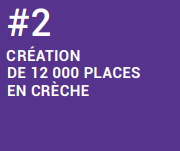 #2
CRÉATION
DE 12 000 PLACES
EN CRÈCHE